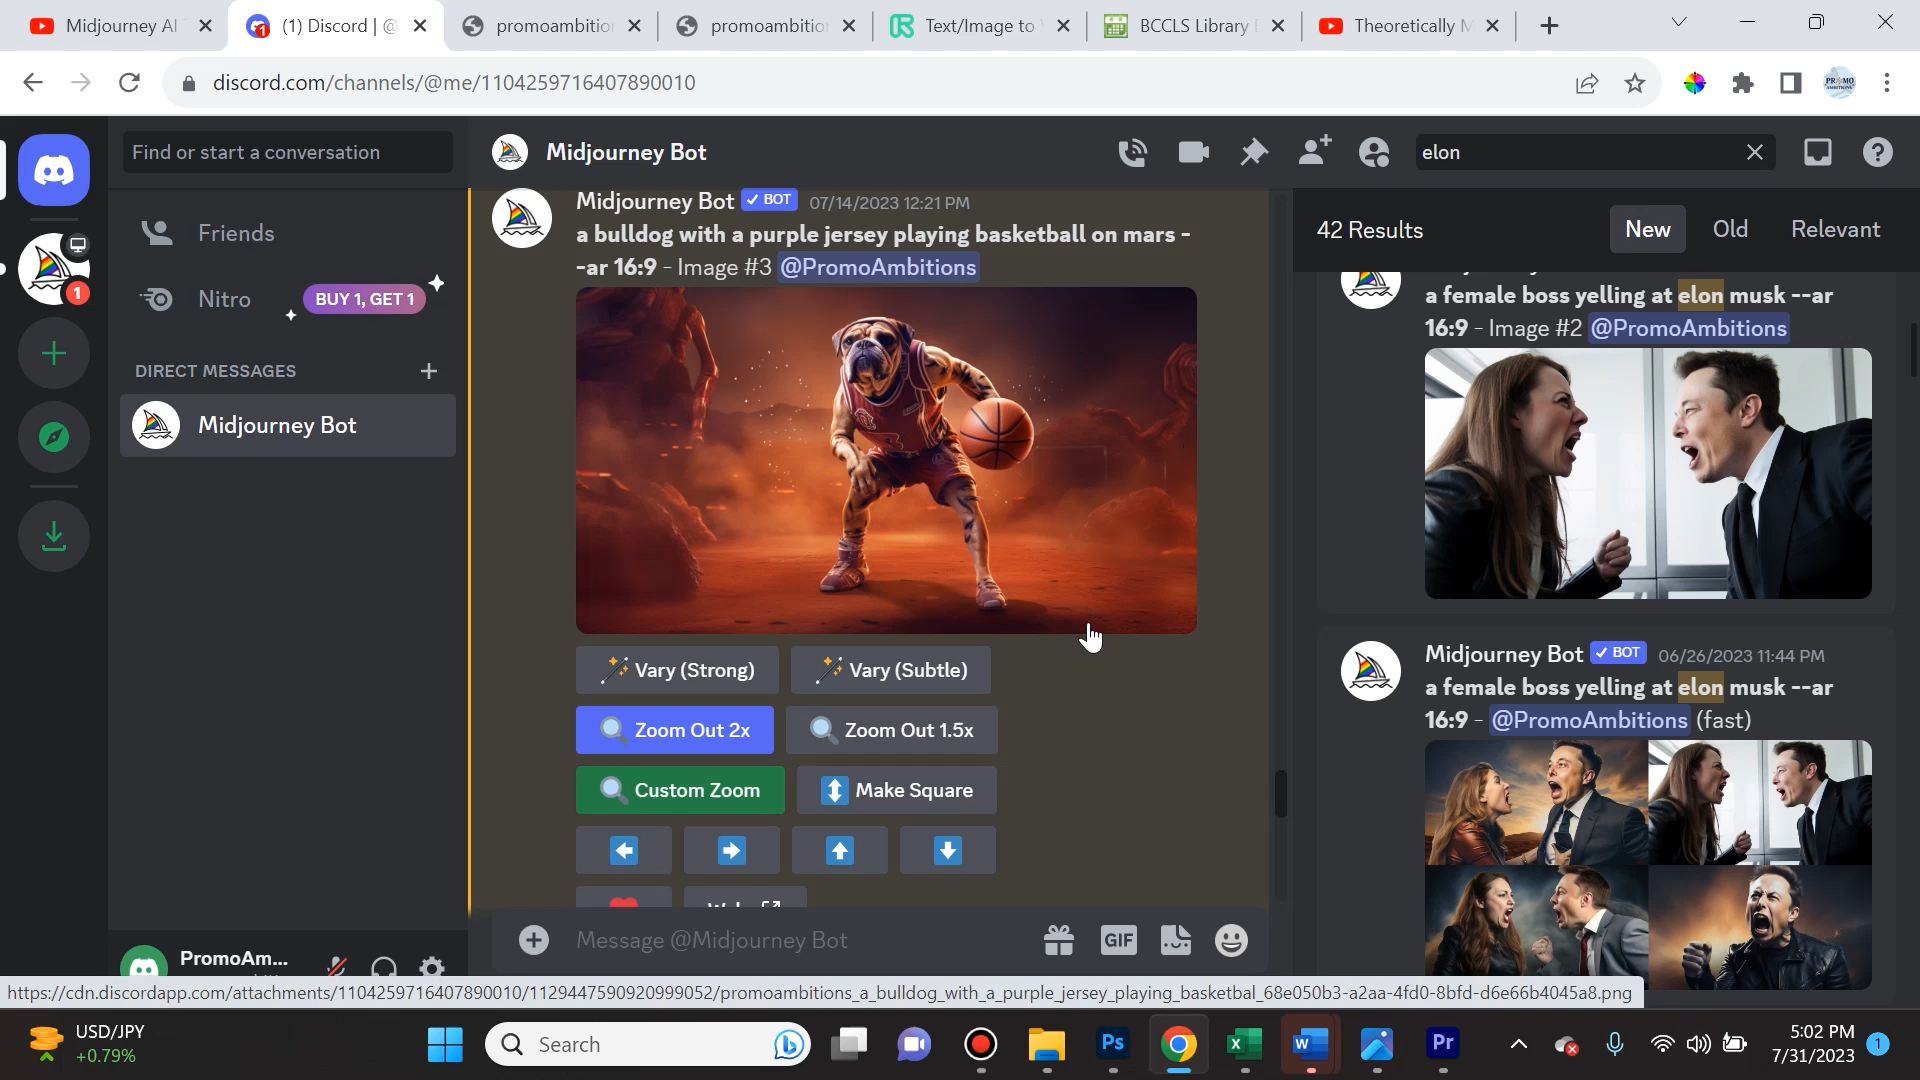 Midjourney AI
(1) Discord | @
promoambitio
promoambitio
Text/Image to
BCCLS Library
Theoretically M
discord.com/channels/@me/1104259716407890010
Find or start a conversation
Midjourney Bot
elon
Friends
Nitro
BUY 1, GET 1
DIRECT MESSAGES
Midjourney Bot
1
PromoAm...
Midjourney Bot ✓ BOT 07/14/2023 12:21 PM
a bulldog with a purple jersey playing basketball on mars -
-ar 16:9 - Image #3 @PromoAmbitions
Vary (Strong)
Vary (Subtle)
Zoom Out 2x
Zoom Out 1.5x
Custom Zoom
Make Square
Message @Midjourney Bot
GIF
42 Results
New
Old
Relevant
a female boss yelling at elon musk --ar
16:9 - Image #2 @PromoAmbitions
Midjourney Bot ✓ BOT 06/26/2023 11:44 PM
a female boss yelling at elon musk --ar
16:9 - @PromoAmbitions (fast)
https://cdn.discordapp.com/attachments/1104259716407890010/1129447590920999052/promoambitions_a_bulldog_with_a_purple_jersey_playing_basketbal_68e050b3-a2aa-4fd0-8bfd-d6e66b4045a8.png
USD/JPY
+0.79%
Search
Ps
Pr
5:02 PM
7/31/2023
1